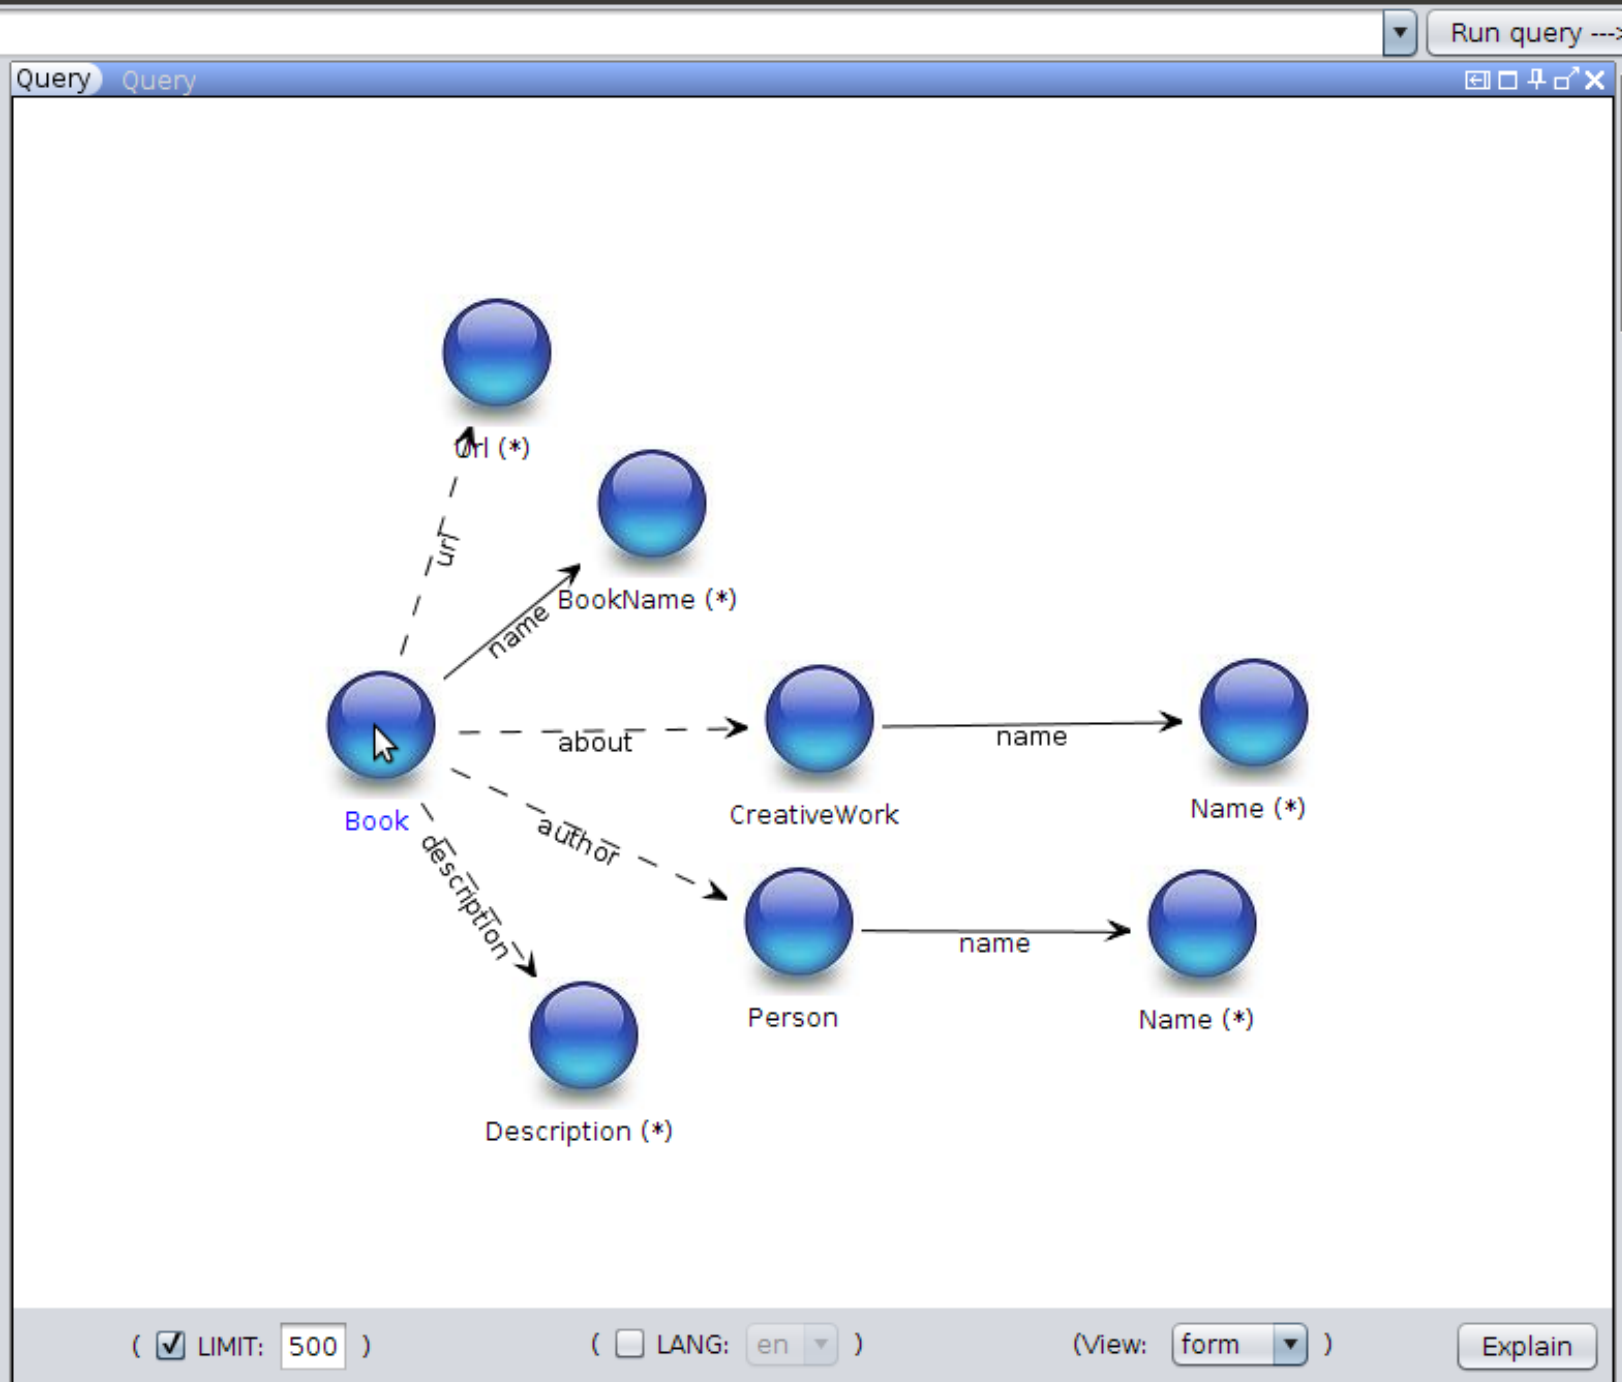 Run query --->
Query Query
Url (*)
url
BookName (*)
name
about
name
Book
CreativeWork
Name (*)
author
description
name
Person
Name (*)
Description (*)
( LIMIT: 500 ) ( LANG: en ) (View: form ) Explain